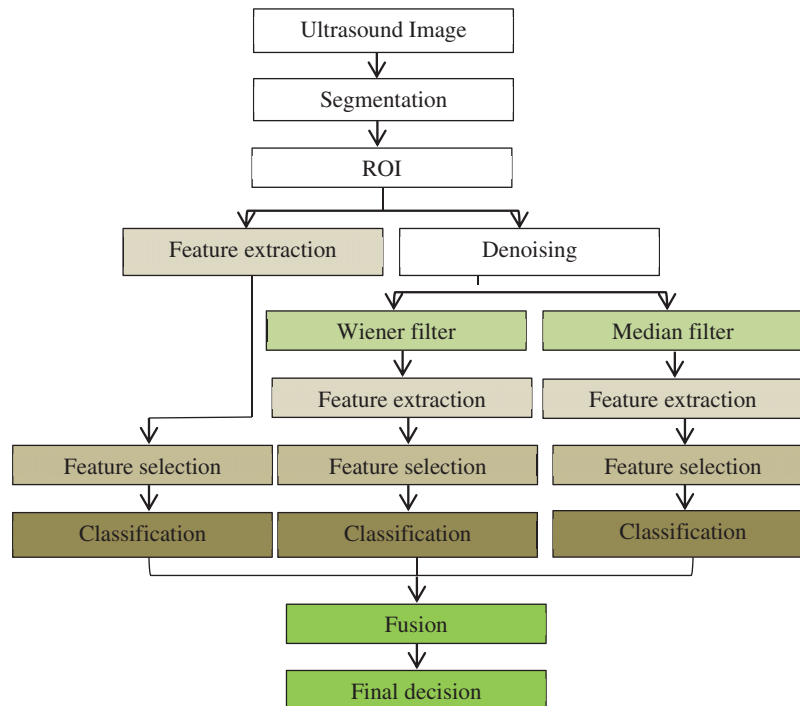 Ultrasound Image
Segmentation
ROI
Feature extraction
Denoising
Wiener filter
Median filter
Feature extraction
Feature extraction
Feature selection
Feature selection
Feature selection
Classification
Classification
Classification
Fusion
Final decision